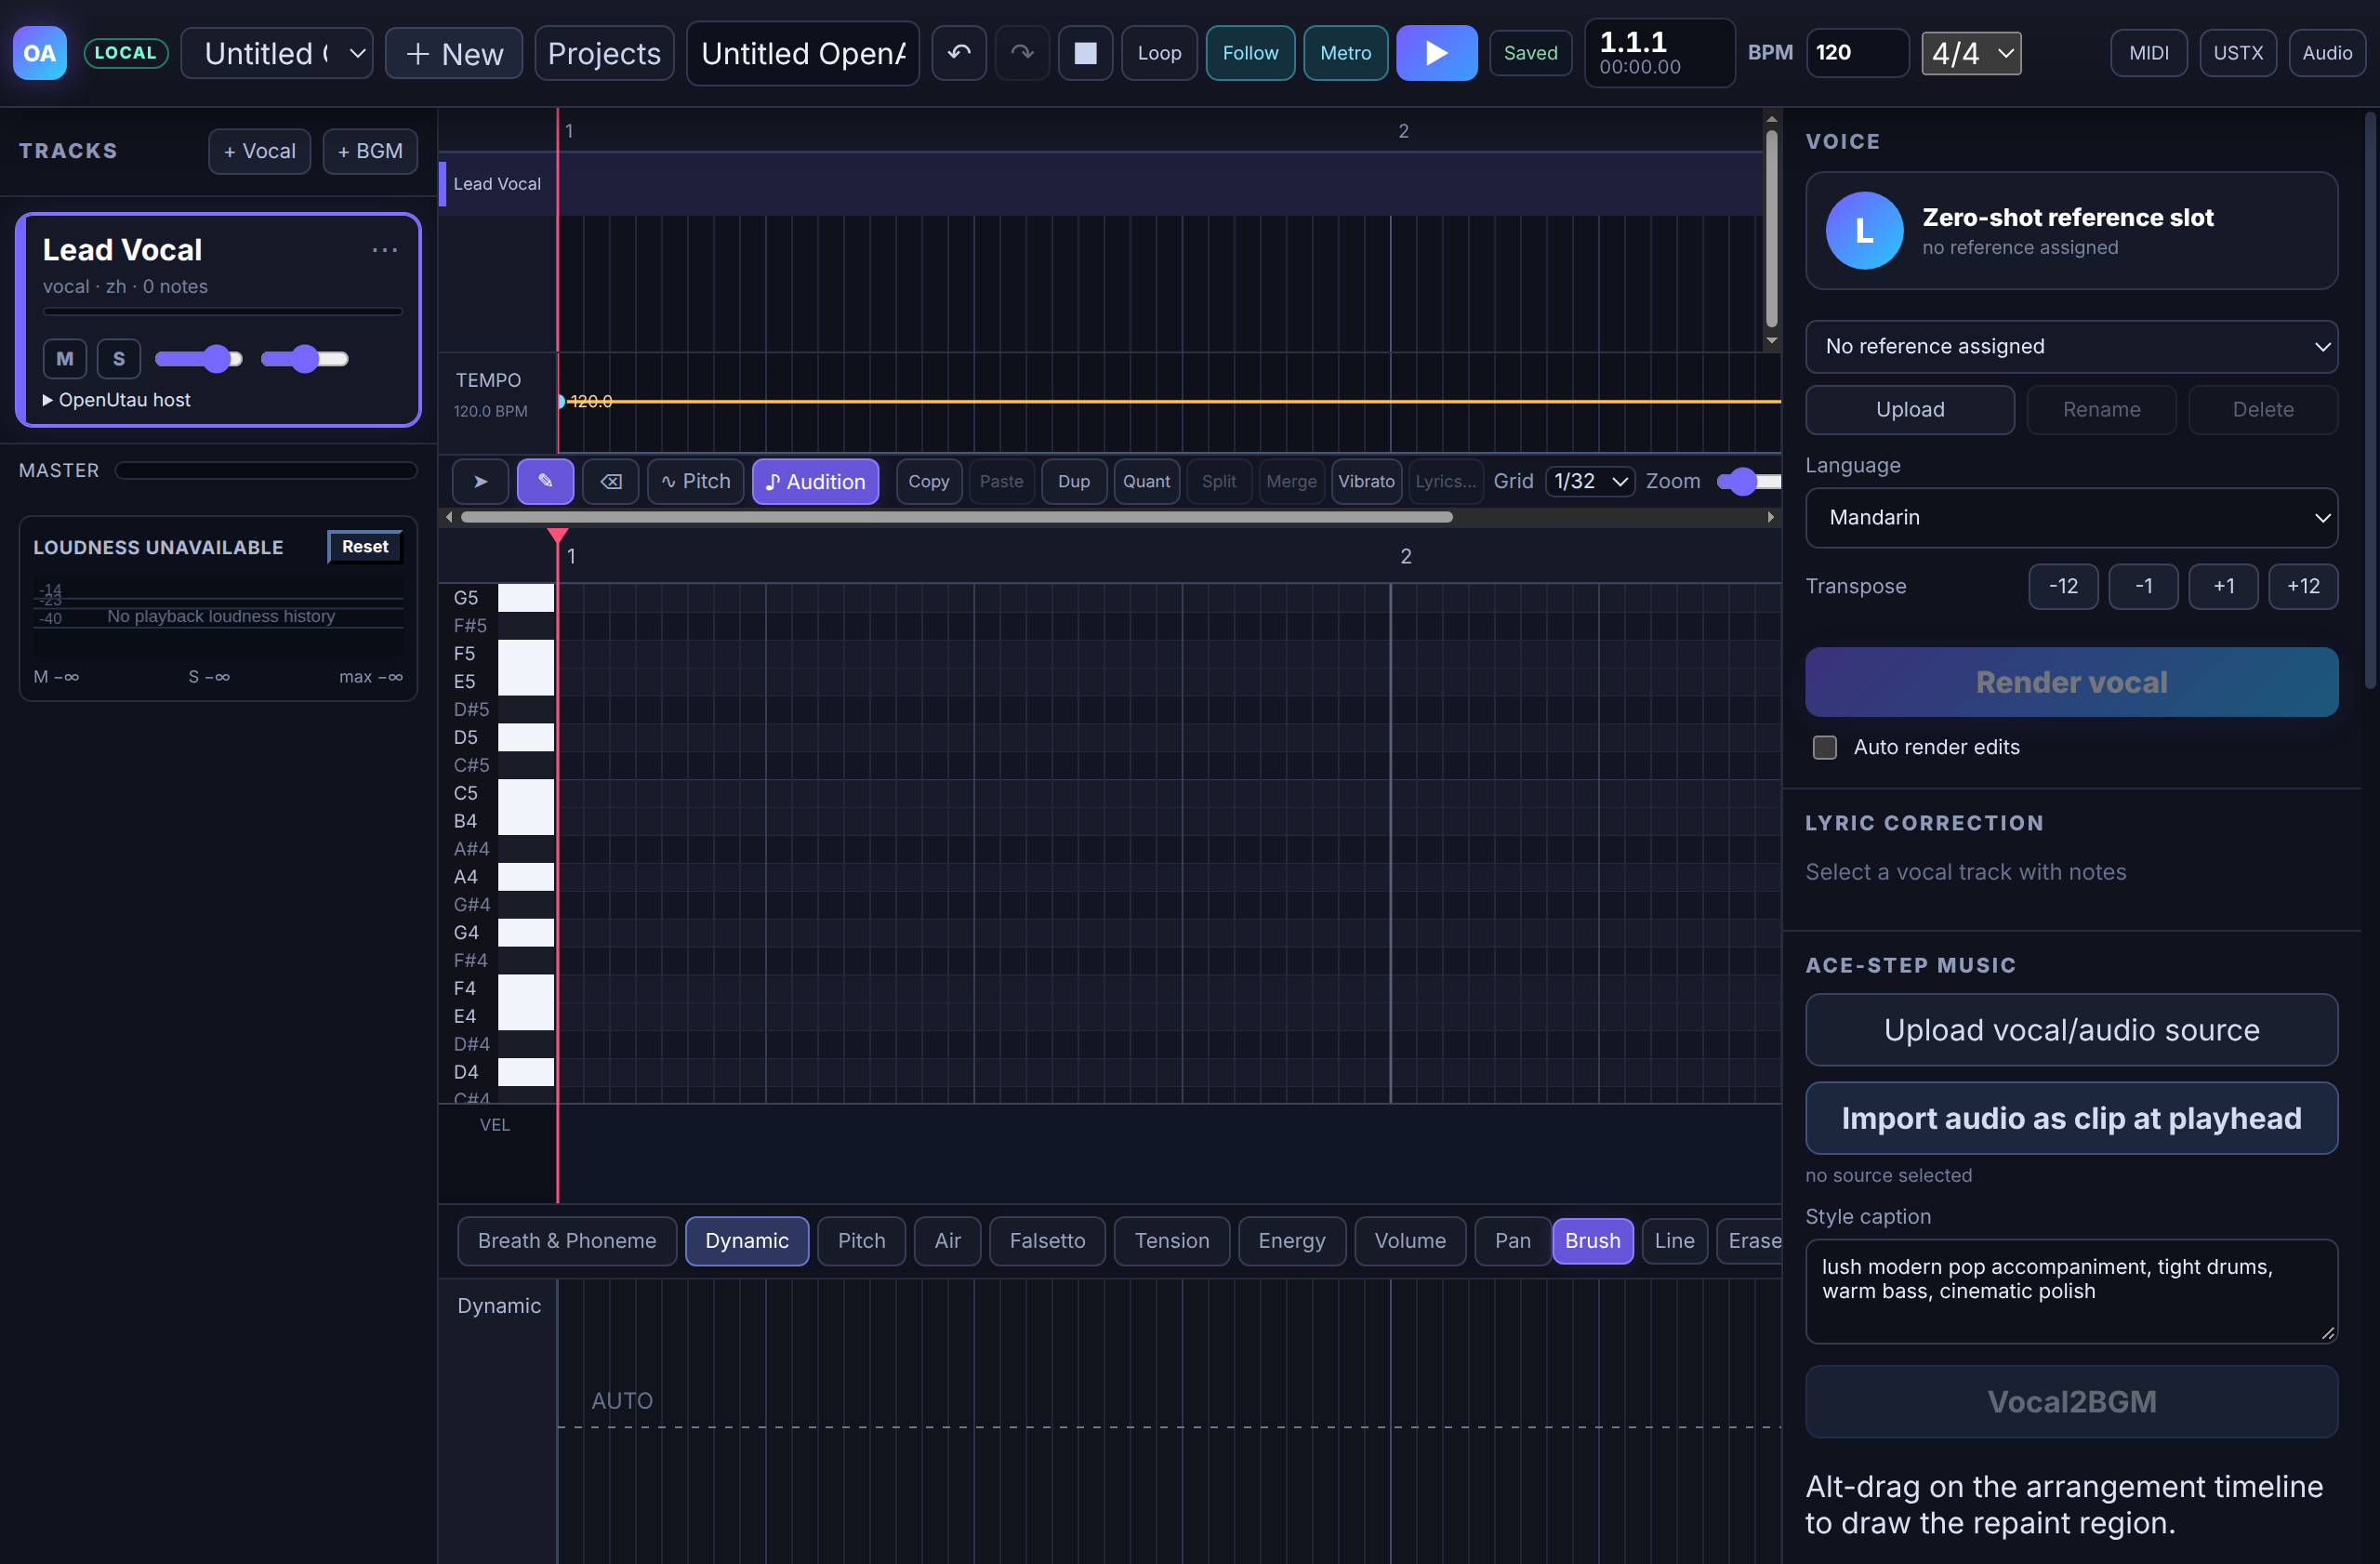 OA LOCAL Untitled + New Projects Untitled Open Loop Follow Metro Saved 1.1.1 BPM 120 4/4 MIDI USTX Audio
00:00.00
TRACKS + Vocal + BGM
Lead Vocal ...
vocal · zh · 0 notes
M S
OpenUtau host
MASTER
LOUDNESS UNAVAILABLE Reset
-14
-23
-40 No playback loudness history
M −∞ S −∞ max −∞
1 2
Lead Vocal
TEMPO
120.0 BPM 120.0
∿ Pitch ♪ Audition Copy Paste Dup Quant Split Merge Vibrato Lyrics... Grid 1/32 Zoom
1 2
G5
F#5
F5
E5
D#5
D5
C#5
C5
B4
A#4
A4
G#4
G4
F#4
F4
E4
D#4
D4
C#4
VEL
Breath & Phoneme Dynamic Pitch Air Falsetto Tension Energy Volume Pan Brush Line Erase
Dynamic
AUTO
VOICE
L Zero-shot reference slot
no reference assigned
No reference assigned
Upload Rename Delete
Language
Mandarin
Transpose -12 -1 +1 +12
Render vocal
Auto render edits
LYRIC CORRECTION
Select a vocal track with notes
ACE-STEP MUSIC
Upload vocal/audio source
Import audio as clip at playhead
no source selected
Style caption
lush modern pop accompaniment, tight drums,
warm bass, cinematic polish
Vocal2BGM
Alt-drag on the arrangement timeline
to draw the repaint region.